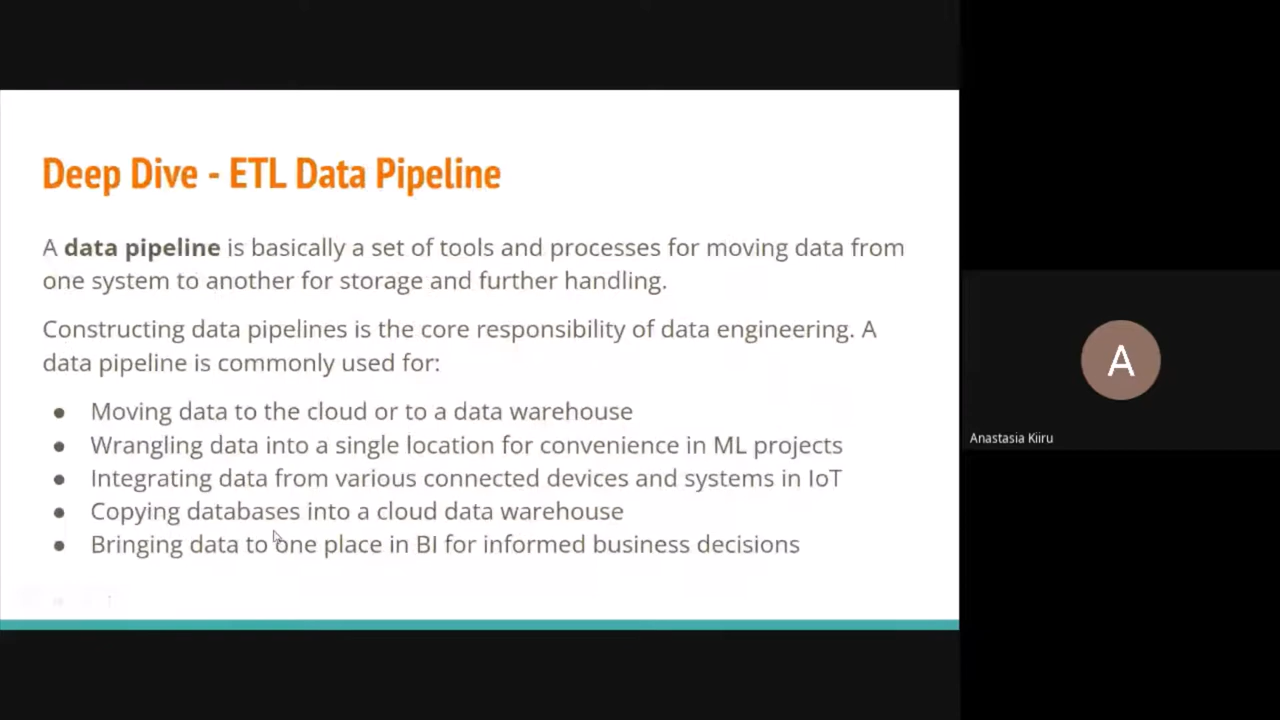 Deep Dive - ETL Data Pipeline
A data pipeline is basically a set of tools and processes for moving data from
one system to another for storage and further handling.
Constructing data pipelines is the core responsibility of data engineering. A
data pipeline is commonly used for:
● Moving data to the cloud or to a data warehouse
● Wrangling data into a single location for convenience in ML projects
● Integrating data from various connected devices and systems in IoT
● Copying databases into a cloud data warehouse
● Bringing data to one place in BI for informed business decisions
A
Anastasia Kiiru